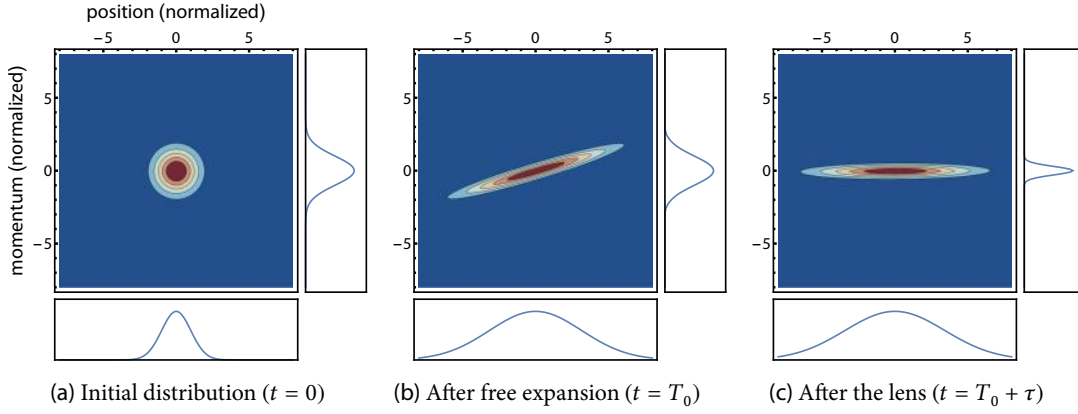 position (normalized)
−5 0 5
−5 0 5
−5 0 5
momentum (normalized)
5
0
−5
5
0
−5
5
0
−5
(a) Initial distribution (t = 0)
(b) After free expansion (t = T₀)
(c) After the lens (t = T₀ + τ)